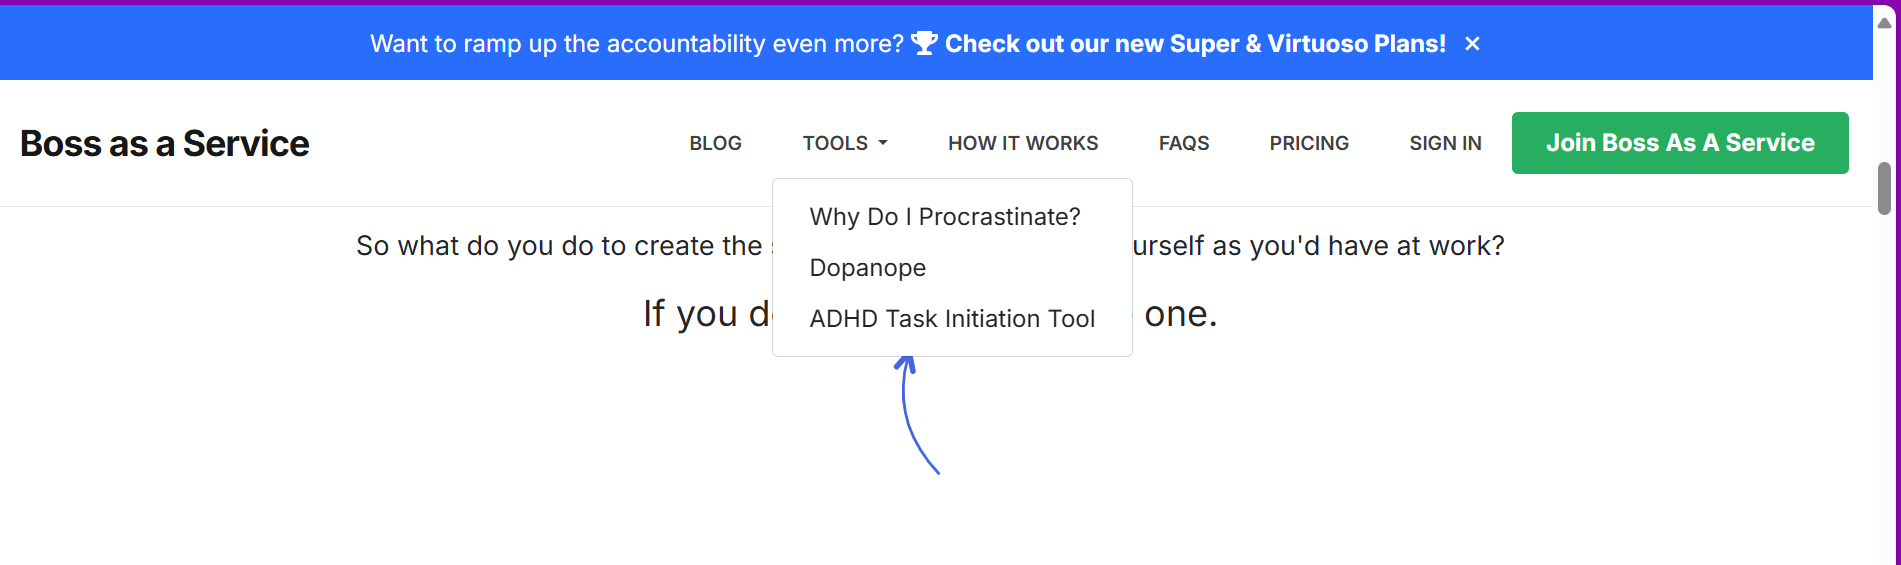 Want to ramp up the accountability even more? 🏆 Check out our new Super & Virtuoso Plans! ×
Boss as a Service
BLOG
TOOLS
HOW IT WORKS
FAQS
PRICING
SIGN IN
Join Boss As A Service
Why Do I Procrastinate?
Dopanope
ADHD Task Initiation Tool
So what do you do to create the as you'd have at work?
If you one.